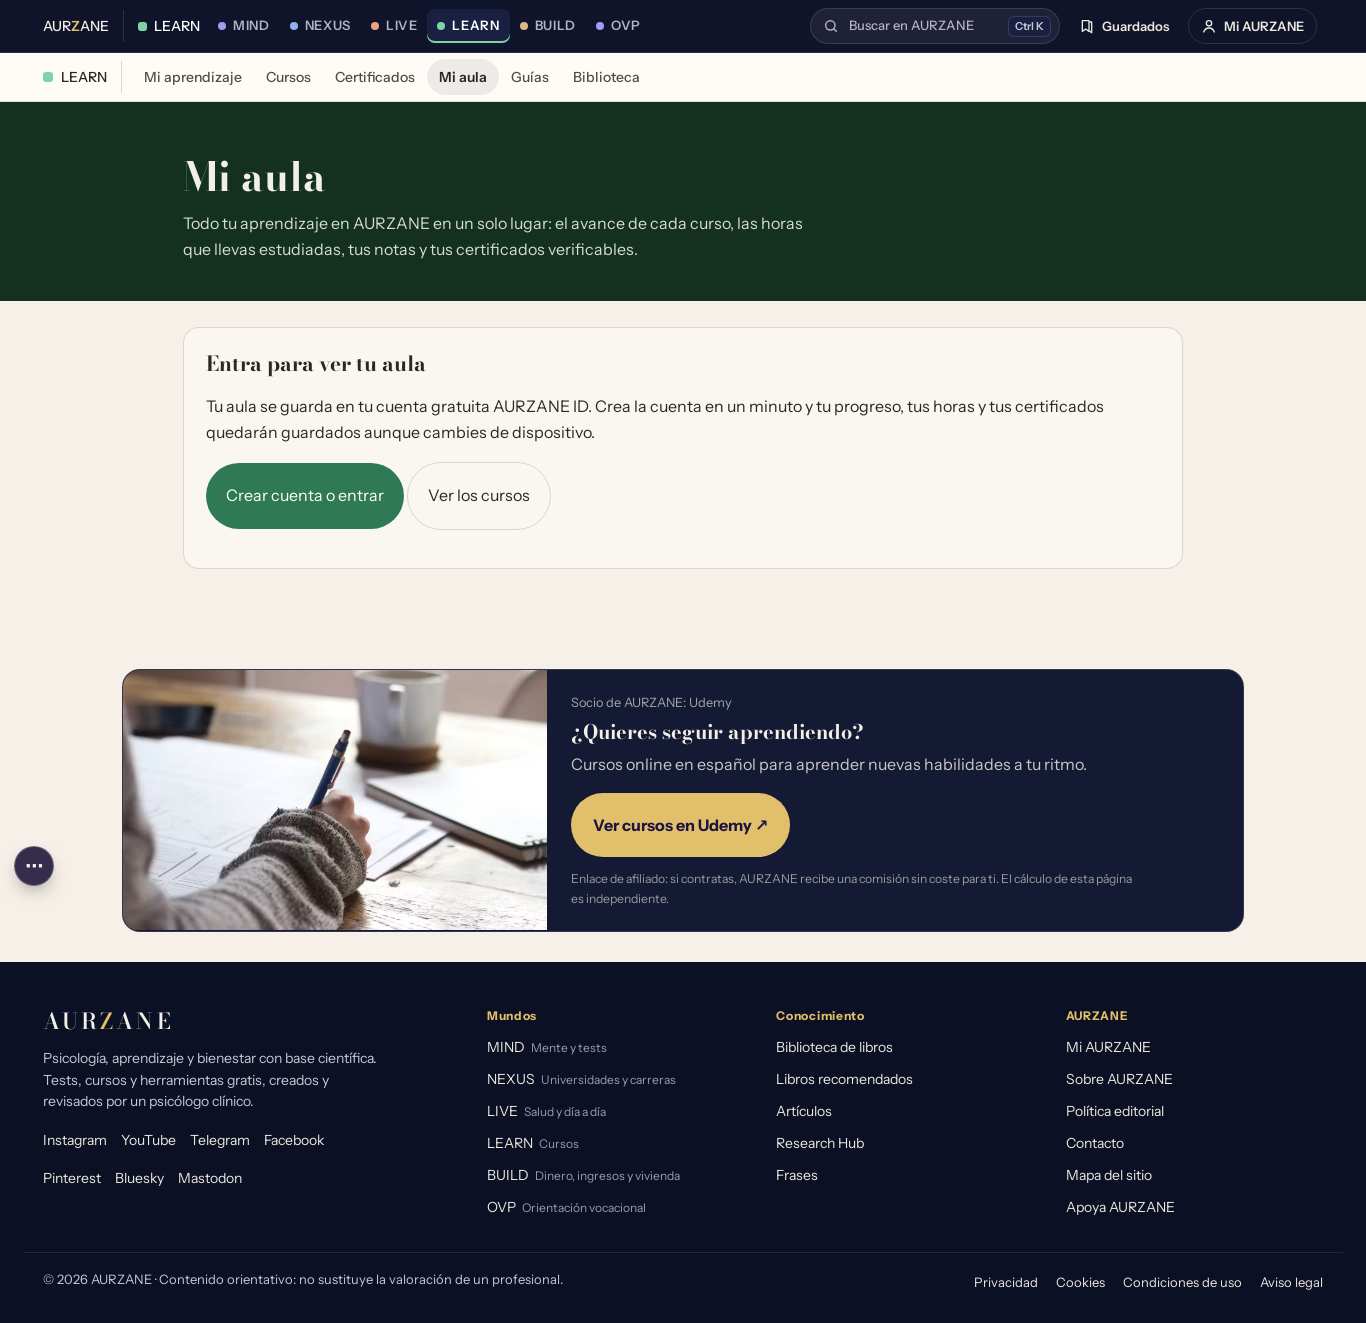 AURZANE
LEARN
MIND
NEXUS
LIVE
LEARN
BUILD
OVP
Buscar en AURZANE
Ctrl K
Guardados
Mi AURZANE
LEARN
Mi aprendizaje
Cursos
Certificados
Mi aula
Guías
Biblioteca
Mi aula
Todo tu aprendizaje en AURZANE en un solo lugar: el avance de cada curso, las horas
que llevas estudiadas, tus notas y tus certificados verificables.
Entra para ver tu aula
Tu aula se guarda en tu cuenta gratuita AURZANE ID. Crea la cuenta en un minuto y tu progreso, tus horas y tus certificados
quedarán guardados aunque cambies de dispositivo.
Crear cuenta o entrar
Ver los cursos
Socio de AURZANE: Udemy
¿Quieres seguir aprendiendo?
Cursos online en español para aprender nuevas habilidades a tu ritmo.
Ver cursos en Udemy ↗
Enlace de afiliado: si contratas, AURZANE recibe una comisión sin coste para ti. El cálculo de esta página
es independiente.
AURZANE
Psicología, aprendizaje y bienestar con base científica.
Tests, cursos y herramientas gratis, creados y
revisados por un psicólogo clínico.
Instagram YouTube Telegram Facebook
Pinterest Bluesky Mastodon
Mundos
MIND Mente y tests
NEXUS Universidades y carreras
LIVE Salud y día a día
LEARN Cursos
BUILD Dinero, ingresos y vivienda
OVP Orientación vocacional
Conocimiento
Biblioteca de libros
Libros recomendados
Artículos
Research Hub
Frases
AURZANE
Mi AURZANE
Sobre AURZANE
Política editorial
Contacto
Mapa del sitio
Apoya AURZANE
© 2026 AURZANE · Contenido orientativo: no sustituye la valoración de un profesional.
Privacidad Cookies Condiciones de uso Aviso legal